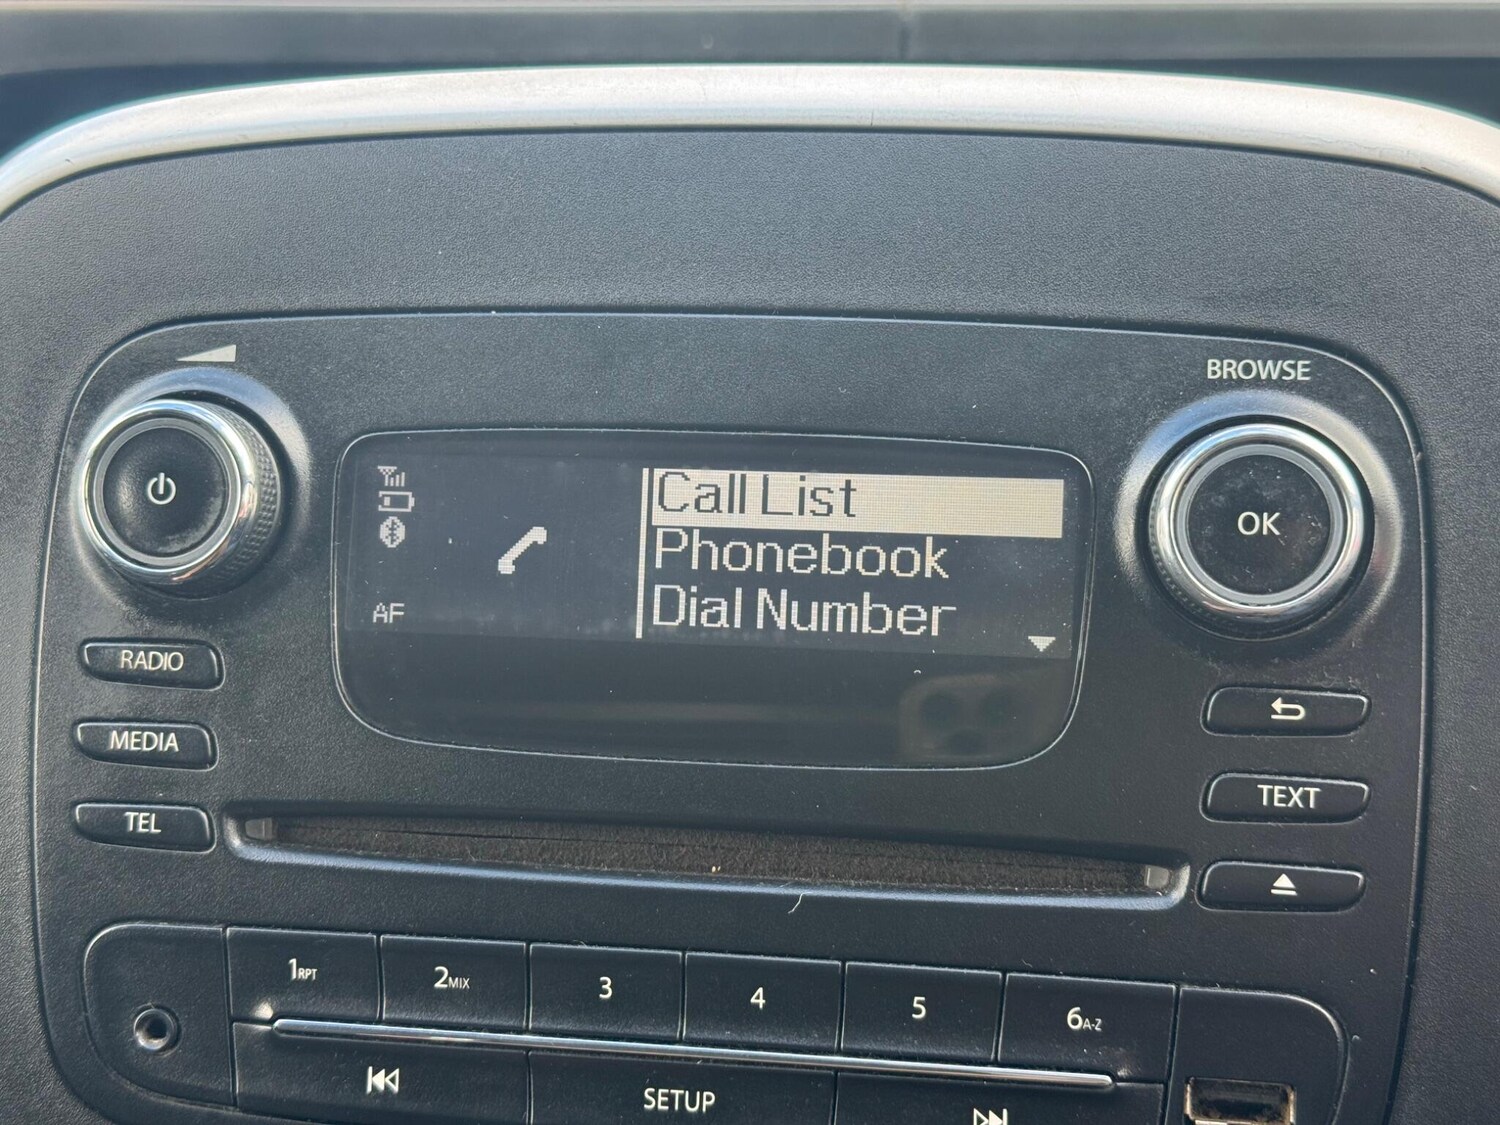 BROWSE
Call List
Phonebook
Dial Number
AF
OK
RADIO
MEDIA
TEL
TEXT
1RPT
2MIX
3
4
5
6A-Z
SETUP